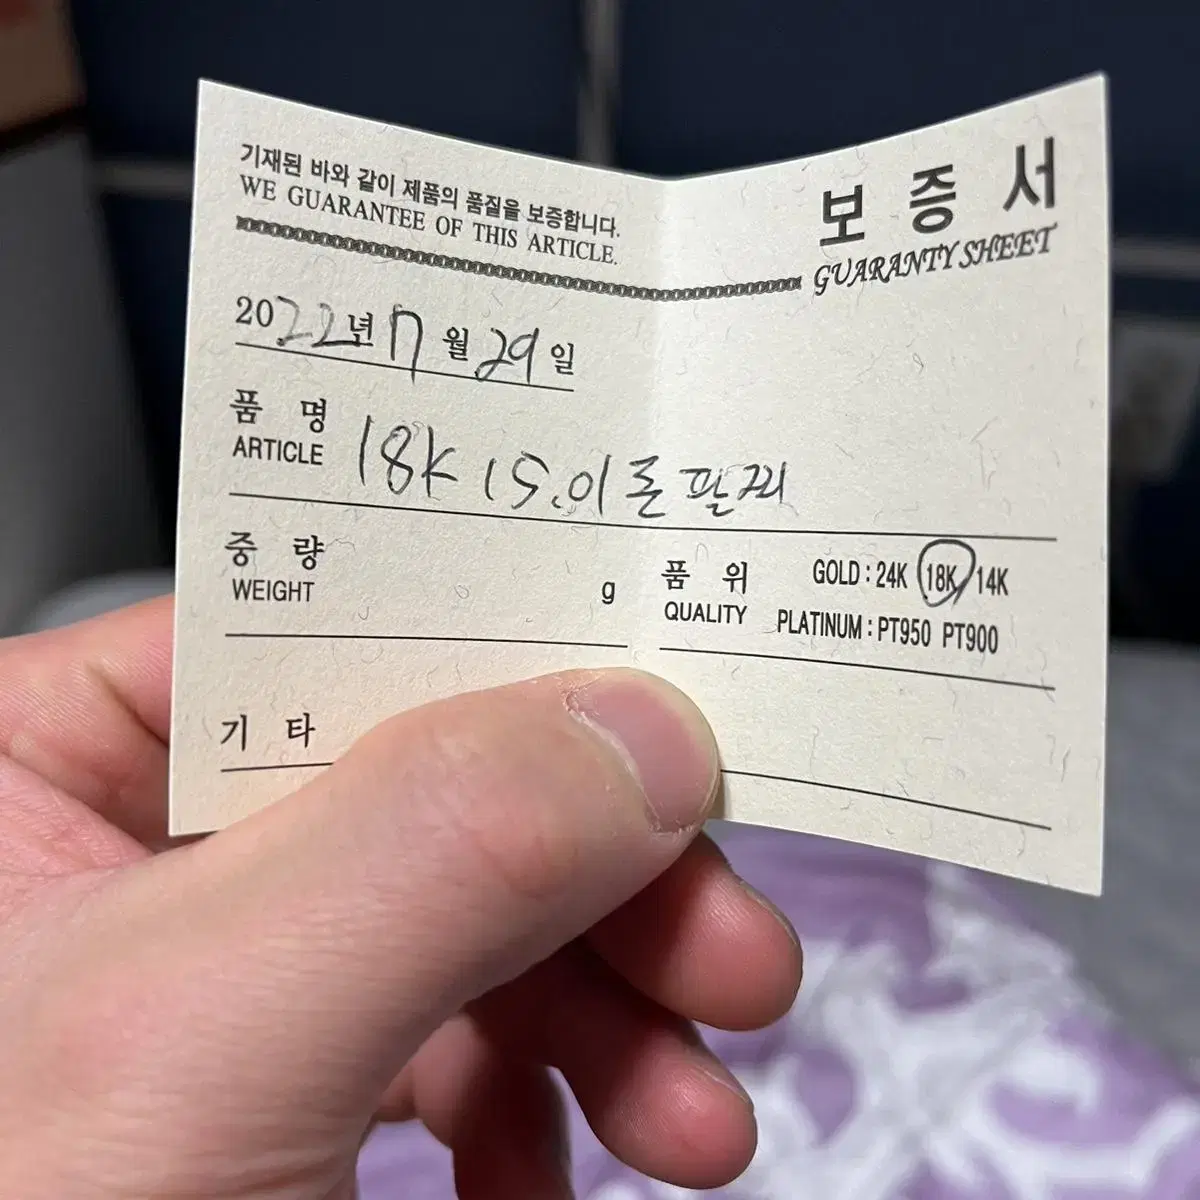 기재된 바와 같이 제품의 품질을 보증합니다.
WE GUARANTEE OF THIS ARTICLE.
보 증 서
GUARANTY SHEET
2022년 7월 29일
품 명
ARTICLE 18K 15.이론팔찌
중 량
WEIGHT g
품 위
QUALITY
GOLD : 24K 18K 14K
PLATINUM : PT950 PT900
기 타